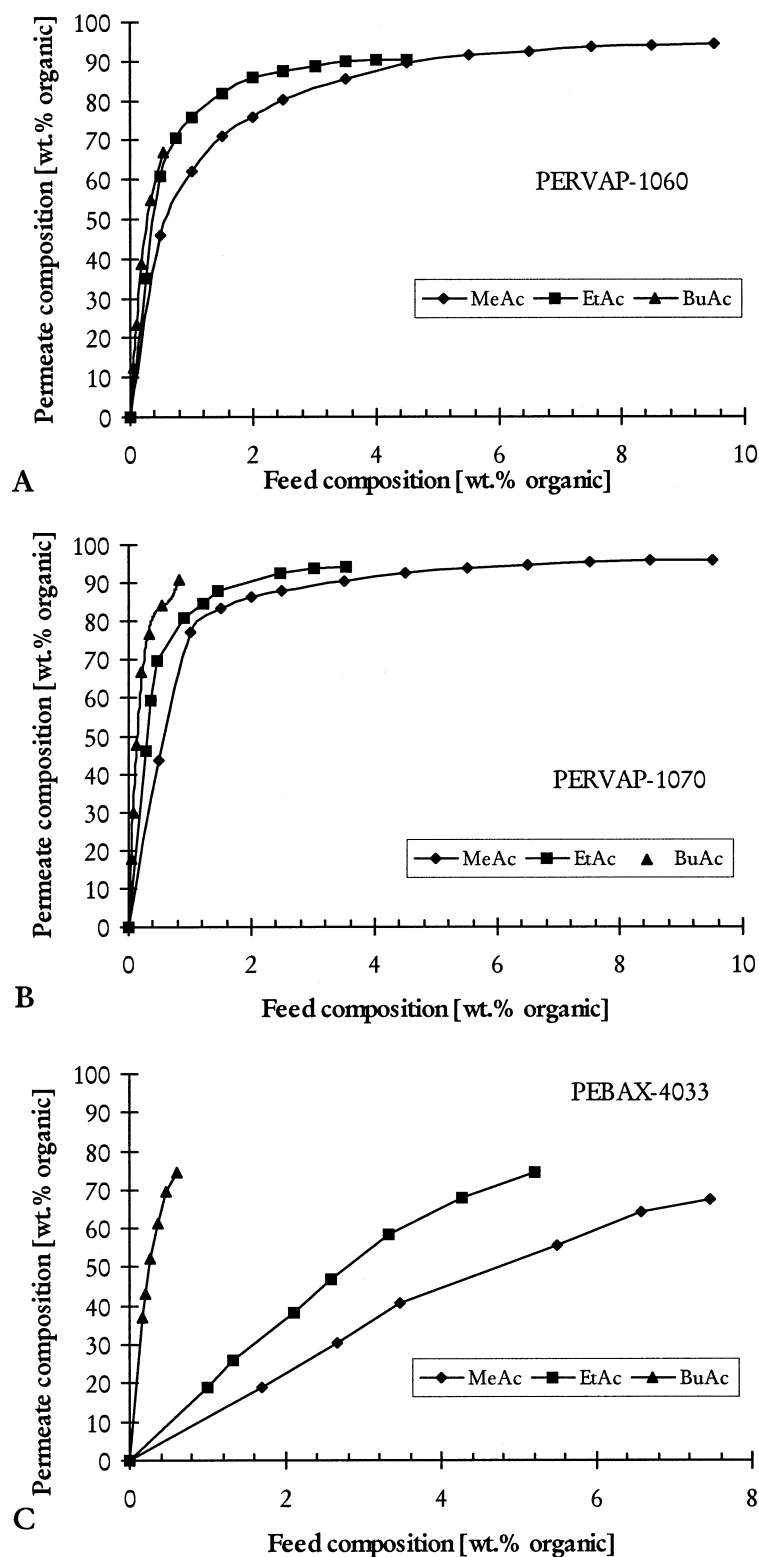 100
90
80
70
60
50
40
30
20
10
0
Permeate composition [wt.% organic]
PERVAP-1060
MeAc EtAc BuAc
0 2 4 6 8 10
Feed composition [wt.% organic]
A
100
90
80
70
60
50
40
30
20
10
0
Permeate composition [wt.% organic]
PERVAP-1070
MeAc EtAc BuAc
0 2 4 6 8 10
Feed composition [wt.% organic]
B
100
90
80
70
60
50
40
30
20
10
0
Permeate composition [wt.% organic]
PEBAX-4033
MeAc EtAc BuAc
0 2 4 6 8
Feed composition [wt.% organic]
C